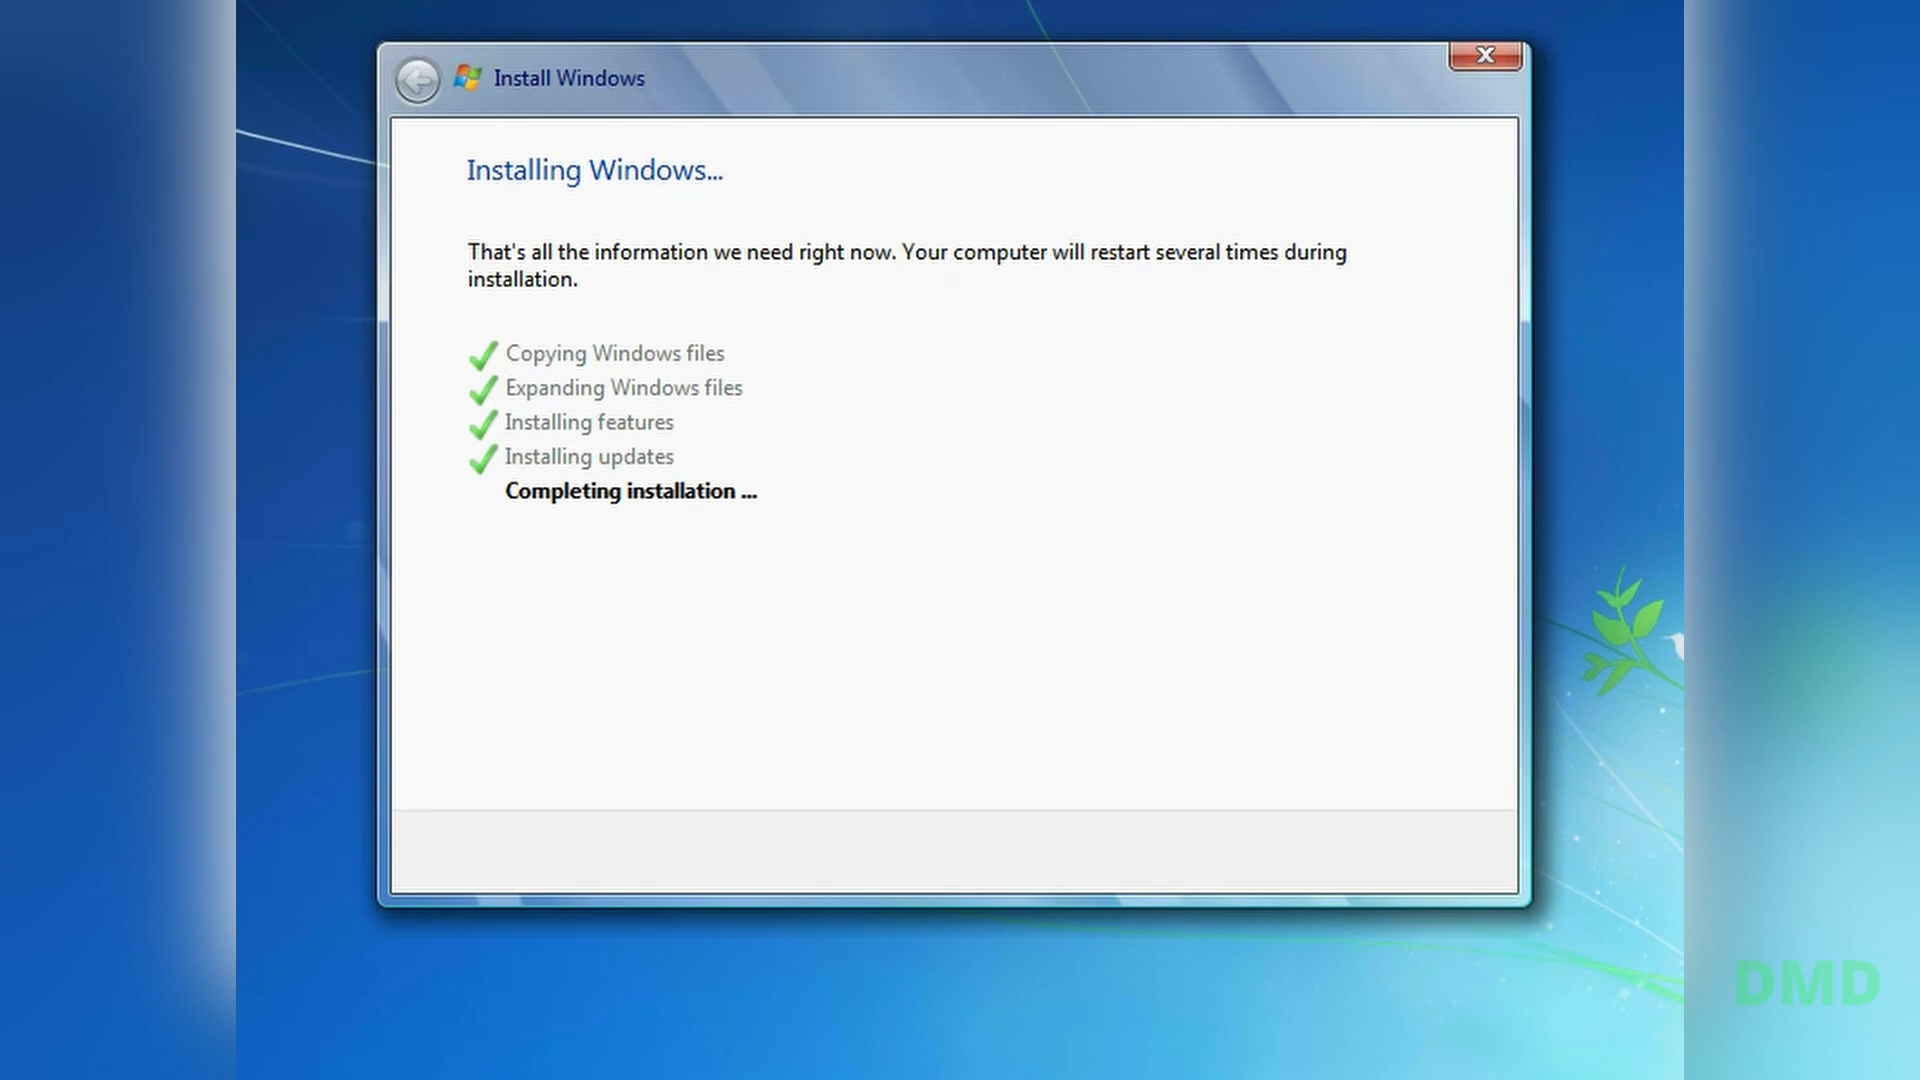 Install Windows
Installing Windows...
That's all the information we need right now. Your computer will restart several times during
installation.
Copying Windows files
Expanding Windows files
Installing features
Installing updates
Completing installation ...
DMD